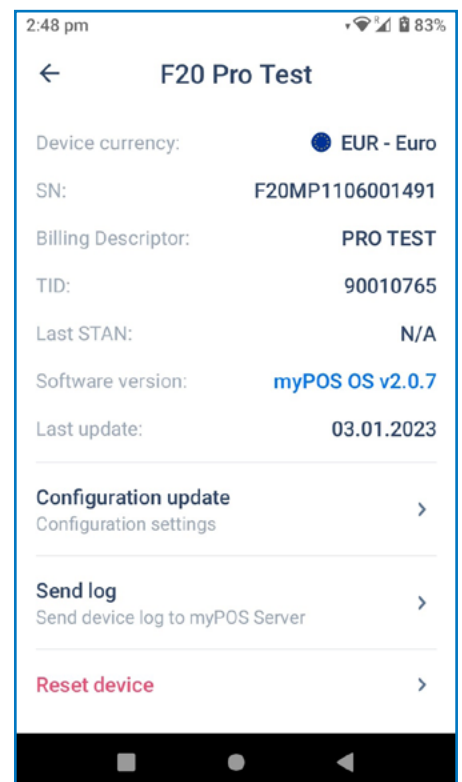 2:48 pm R 83%
F20 Pro Test
Device currency: EUR - Euro
SN: F20MP1106001491
Billing Descriptor: PRO TEST
TID: 90010765
Last STAN: N/A
Software version: myPOS OS v2.0.7
Last update: 03.01.2023
Configuration update
Configuration settings
Send log
Send device log to myPOS Server
Reset device